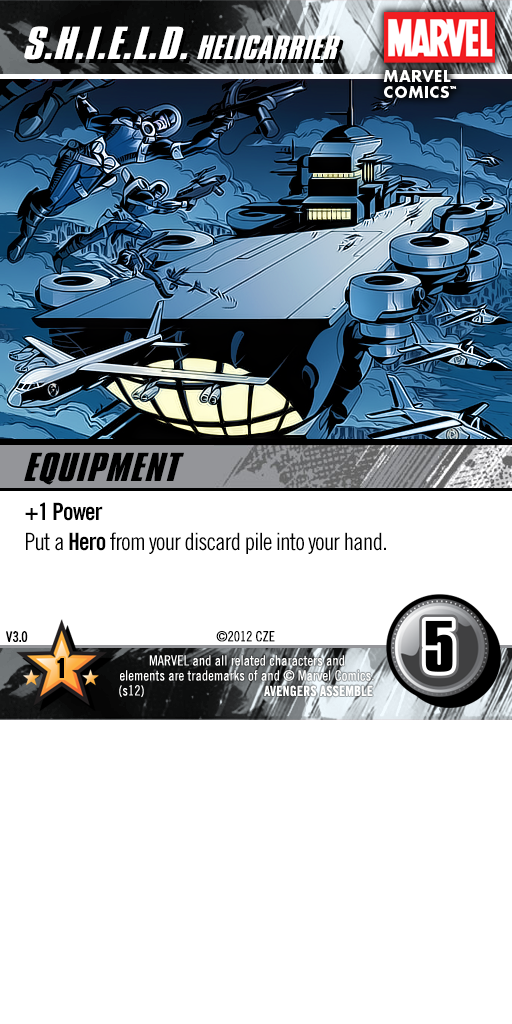 S.H.I.E.L.D. HELICARRIER
MARVEL
MARVEL
COMICS™
EQUIPMENT
+1 Power
Put a Hero from your discard pile into your hand.
V3.0
©2012 CZE
5
1
MARVEL and all related characters and
elements are trademarks of and © Marvel Comics.
(s12)
AVENGERS ASSEMBLE